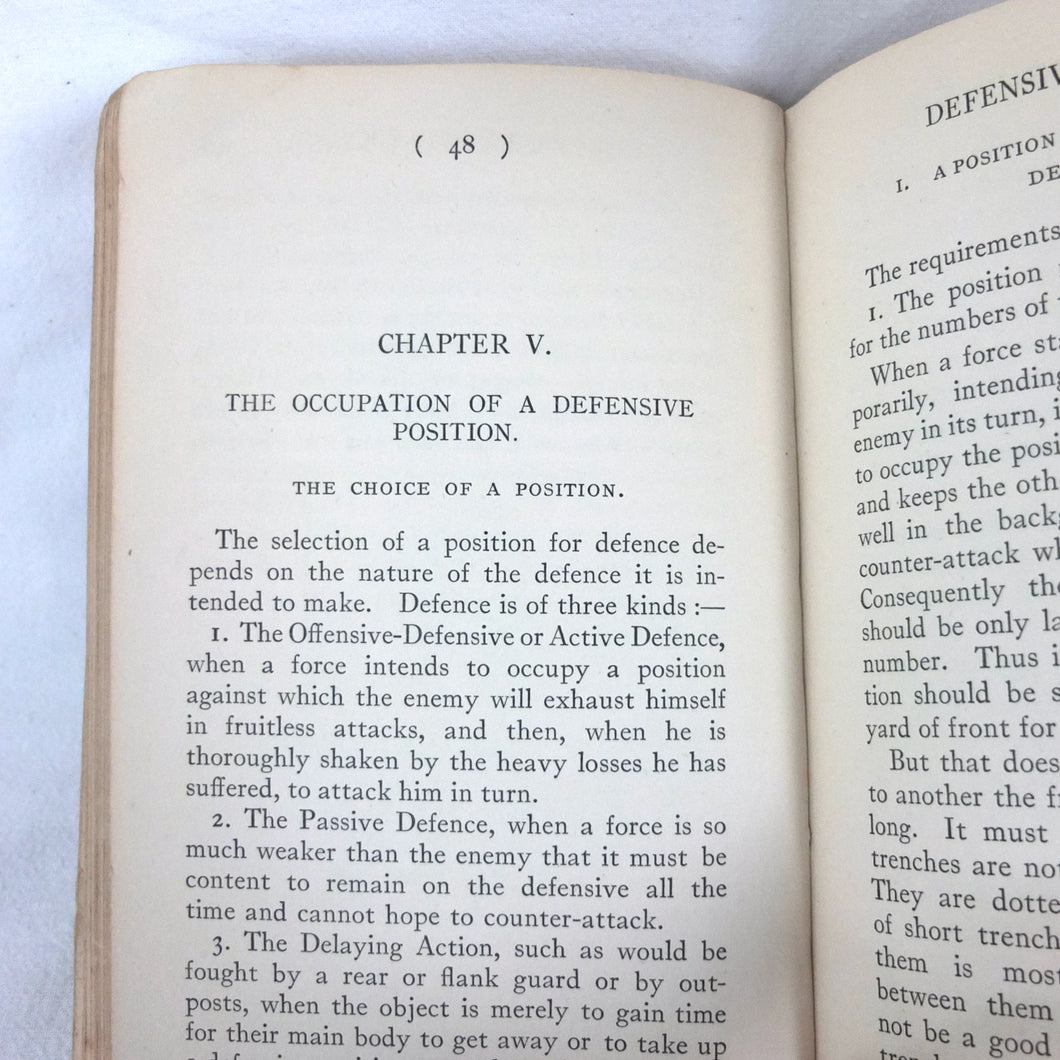 ( 48 )
CHAPTER V.
THE OCCUPATION OF A DEFENSIVE
POSITION.
THE CHOICE OF A POSITION.
The selection of a position for defence de-
pends on the nature of the defence it is in-
tended to make. Defence is of three kinds :—
1. The Offensive-Defensive or Active Defence,
when a force intends to occupy a position
against which the enemy will exhaust himself
in fruitless attacks, and then, when he is
thoroughly shaken by the heavy losses he has
suffered, to attack him in turn.
2. The Passive Defence, when a force is so
much weaker than the enemy that it must be
content to remain on the defensive all the
time and cannot hope to counter-attack.
3. The Delaying Action, such as would be
fought by a rear or flank guard or by out-
posts, when the object is merely to gain time
for their main body to get away or to take up
DEFENSIV
1. A POSITION
DE
The requirements
1. The position
for the numbers of
When a force sta
porarily, intending
enemy in its turn, i
to occupy the posi
and keeps the oth
well in the backg
counter-attack wh
Consequently the
should be only la
number. Thus i
tion should be s
yard of front for
But that does
to another the f
long. It must
trenches are not
They are dotte
of short trench
them is most
between them
not be a good